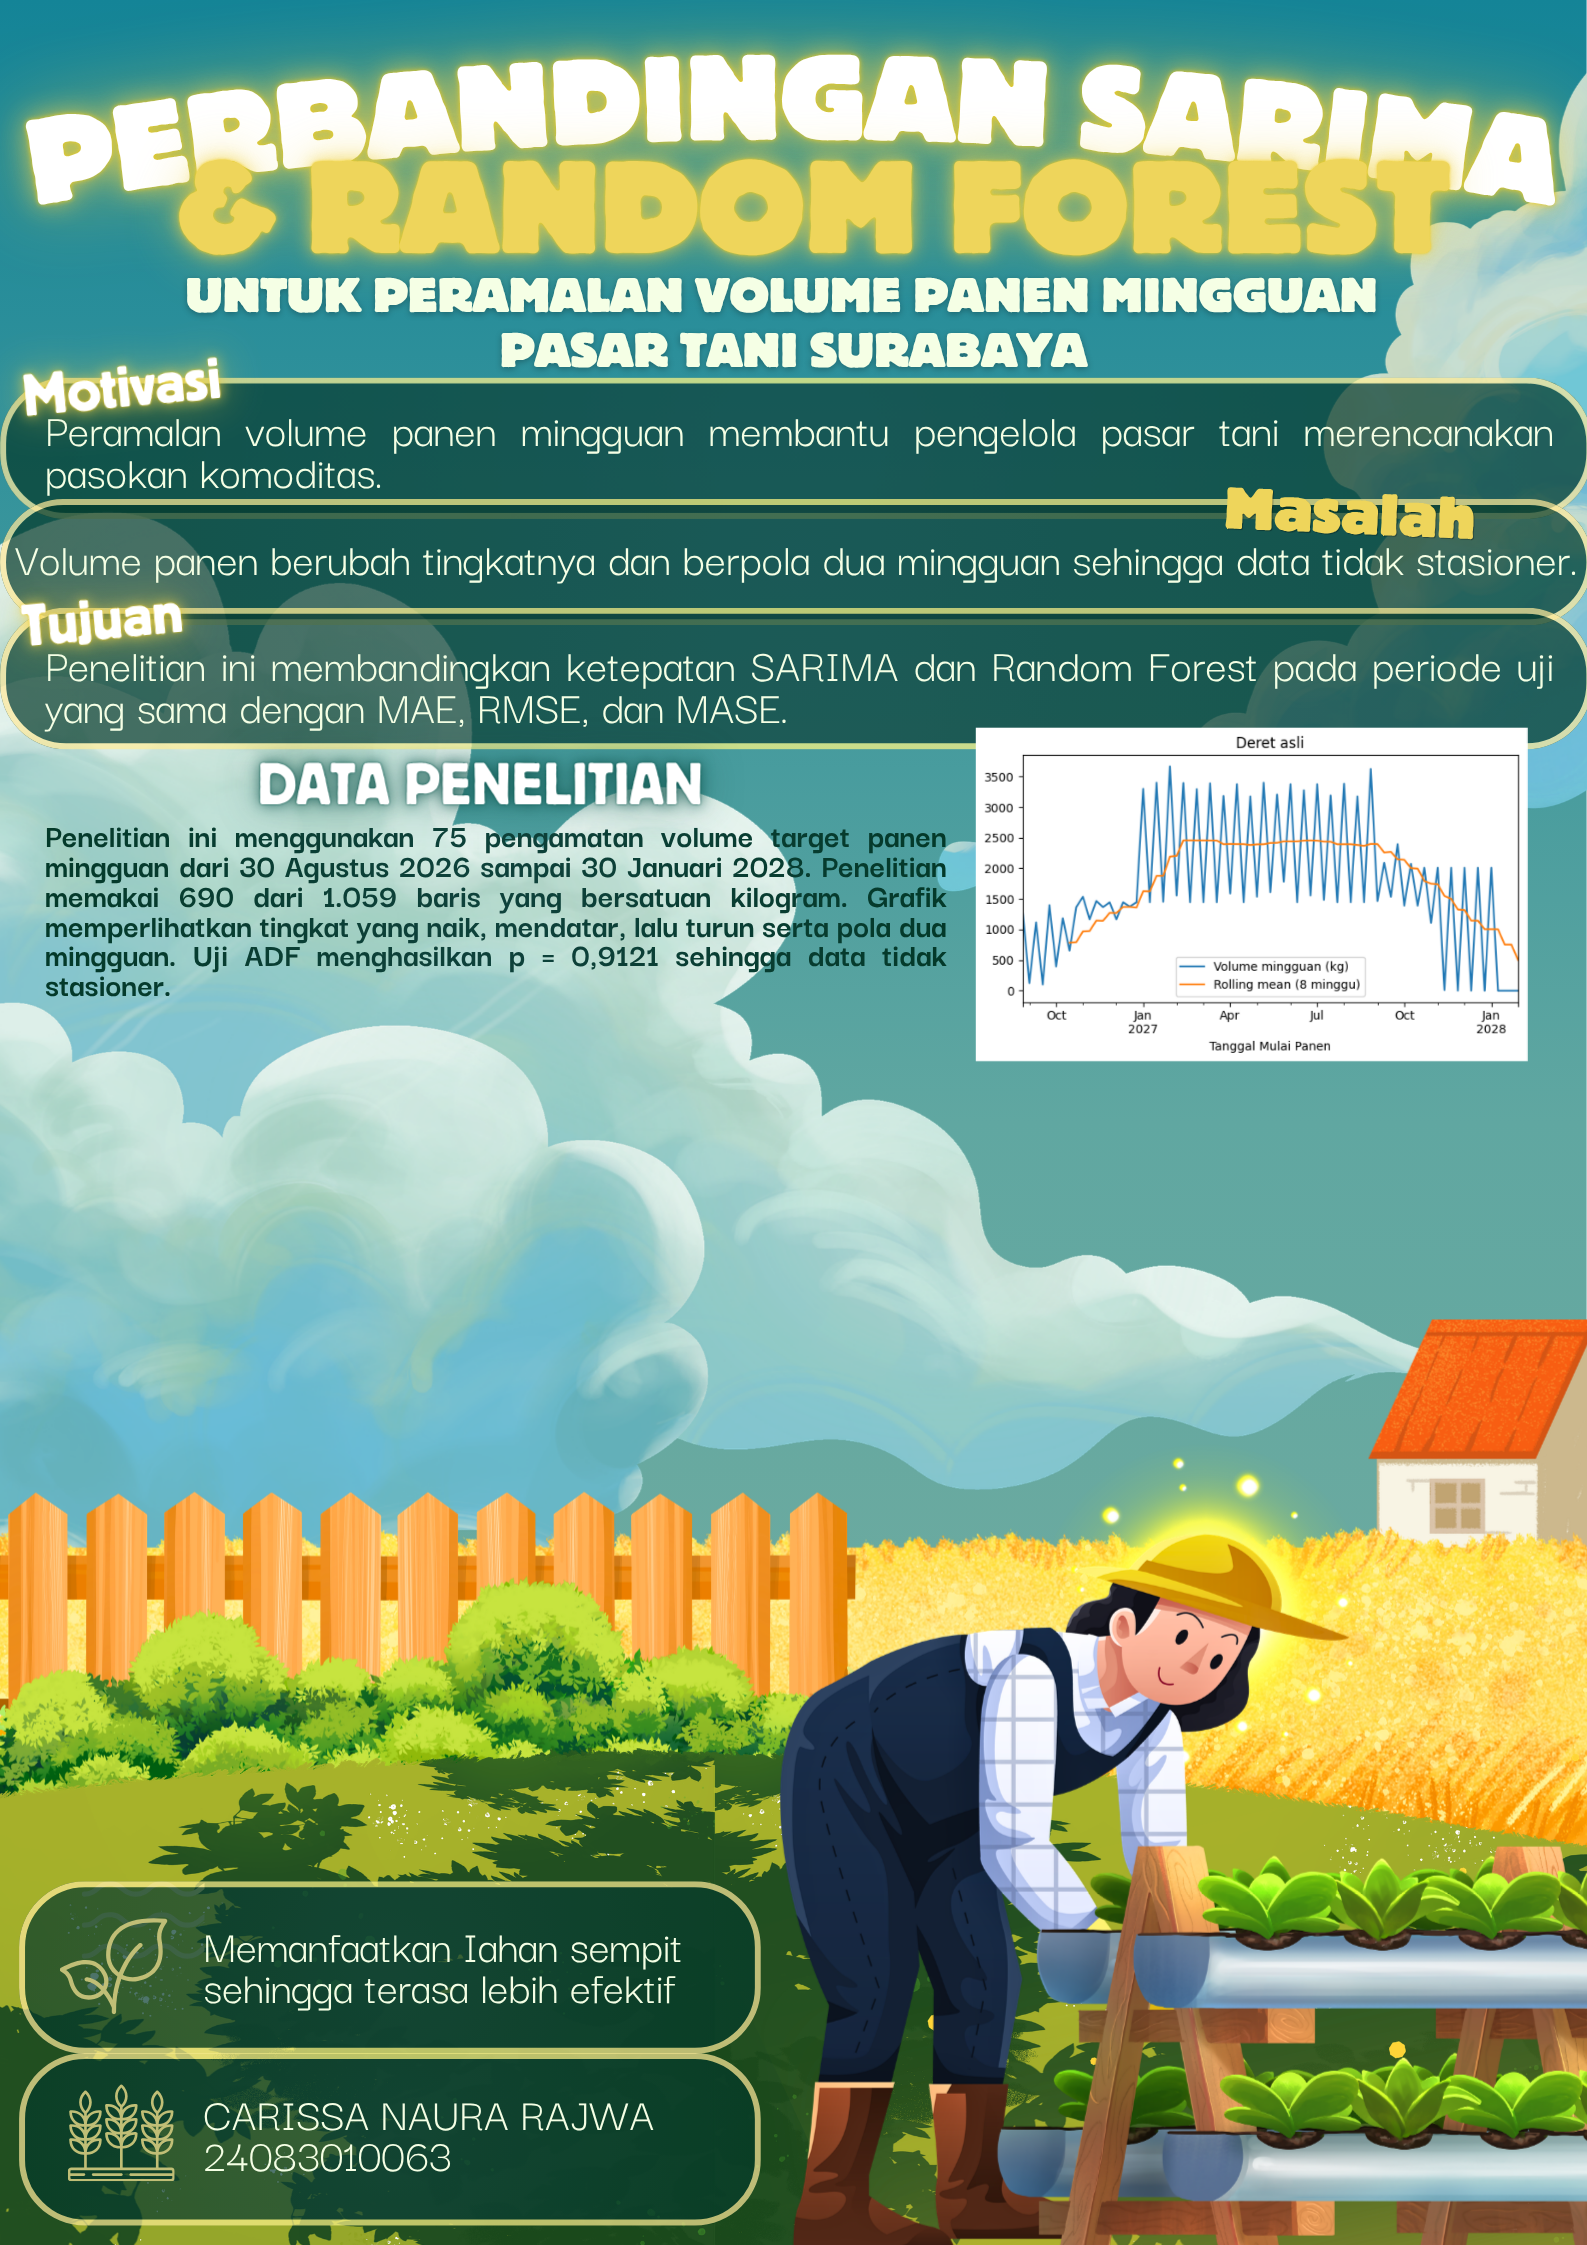 PERBANDINGAN SARIMA
& RANDOM FOREST
UNTUK PERAMALAN VOLUME PANEN MINGGUAN
PASAR TANI SURABAYA
Motivasi
Peramalan volume panen mingguan membantu pengelola pasar tani merencanakan
pasokan komoditas.
Masalah
Volume panen berubah tingkatnya dan berpola dua mingguan sehingga data tidak stasioner.
Tujuan
Penelitian ini membandingkan ketepatan SARIMA dan Random Forest pada periode uji
yang sama dengan MAE, RMSE, dan MASE.
DATA PENELITIAN
Penelitian ini menggunakan 75 pengamatan volume target panen
mingguan dari 30 Agustus 2026 sampai 30 Januari 2028. Penelitian
memakai 690 dari 1.059 baris yang bersatuan kilogram. Grafik
memperlihatkan tingkat yang naik, mendatar, lalu turun serta pola dua
mingguan. Uji ADF menghasilkan p = 0,9121 sehingga data tidak
stasioner.
Deret asli
3500
3000
2500
2000
1500
1000
500
0
Volume mingguan (kg)
Rolling mean (8 minggu)
Oct Jan Apr Jul Oct Jan
2027 2028
Tanggal Mulai Panen
Memanfaatkan Iahan sempit
sehingga terasa lebih efektif
CARISSA NAURA RAJWA
24083010063